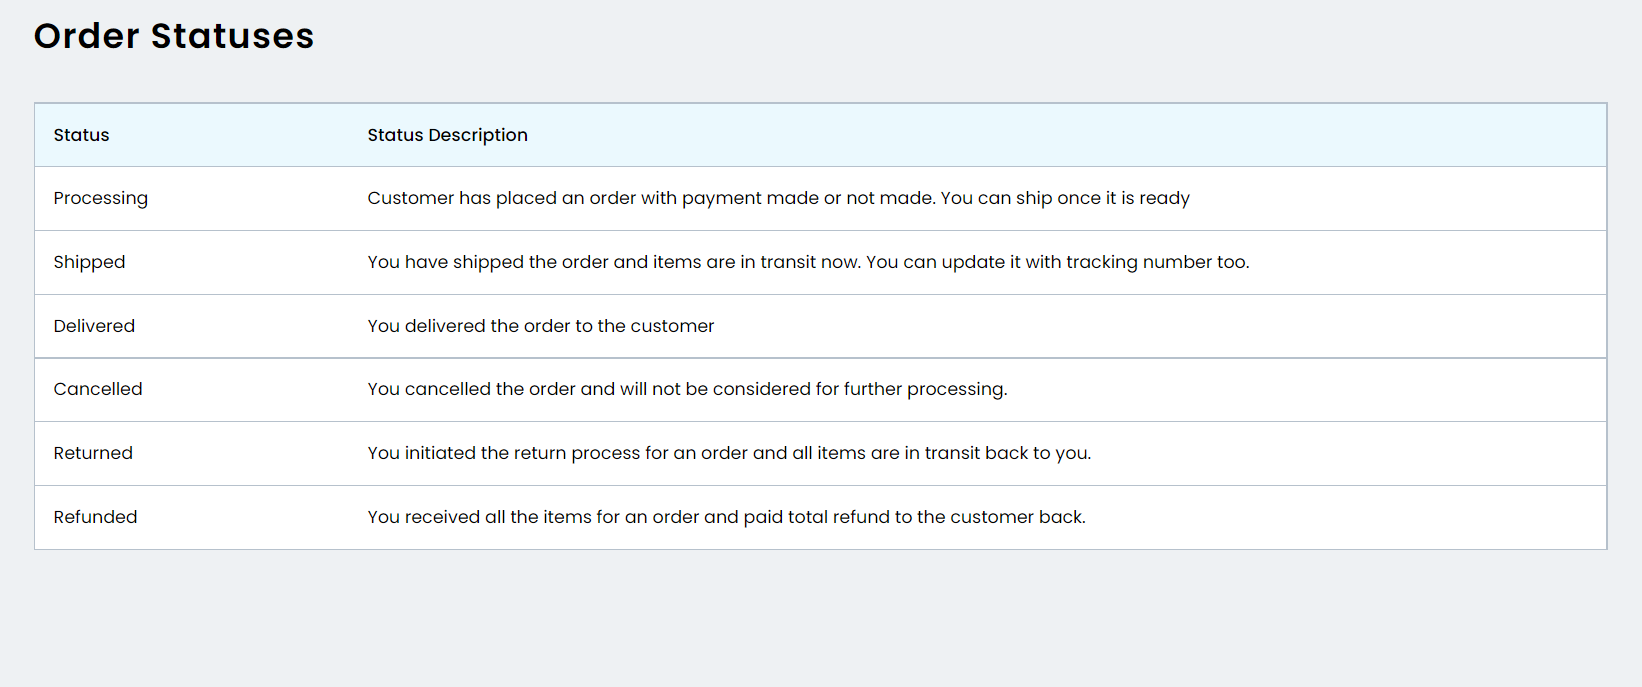 Order Statuses
Status Status Description
Processing Customer has placed an order with payment made or not made. You can ship once it is ready
Shipped You have shipped the order and items are in transit now. You can update it with tracking number too.
Delivered You delivered the order to the customer
Cancelled You cancelled the order and will not be considered for further processing.
Returned You initiated the return process for an order and all items are in transit back to you.
Refunded You received all the items for an order and paid total refund to the customer back.